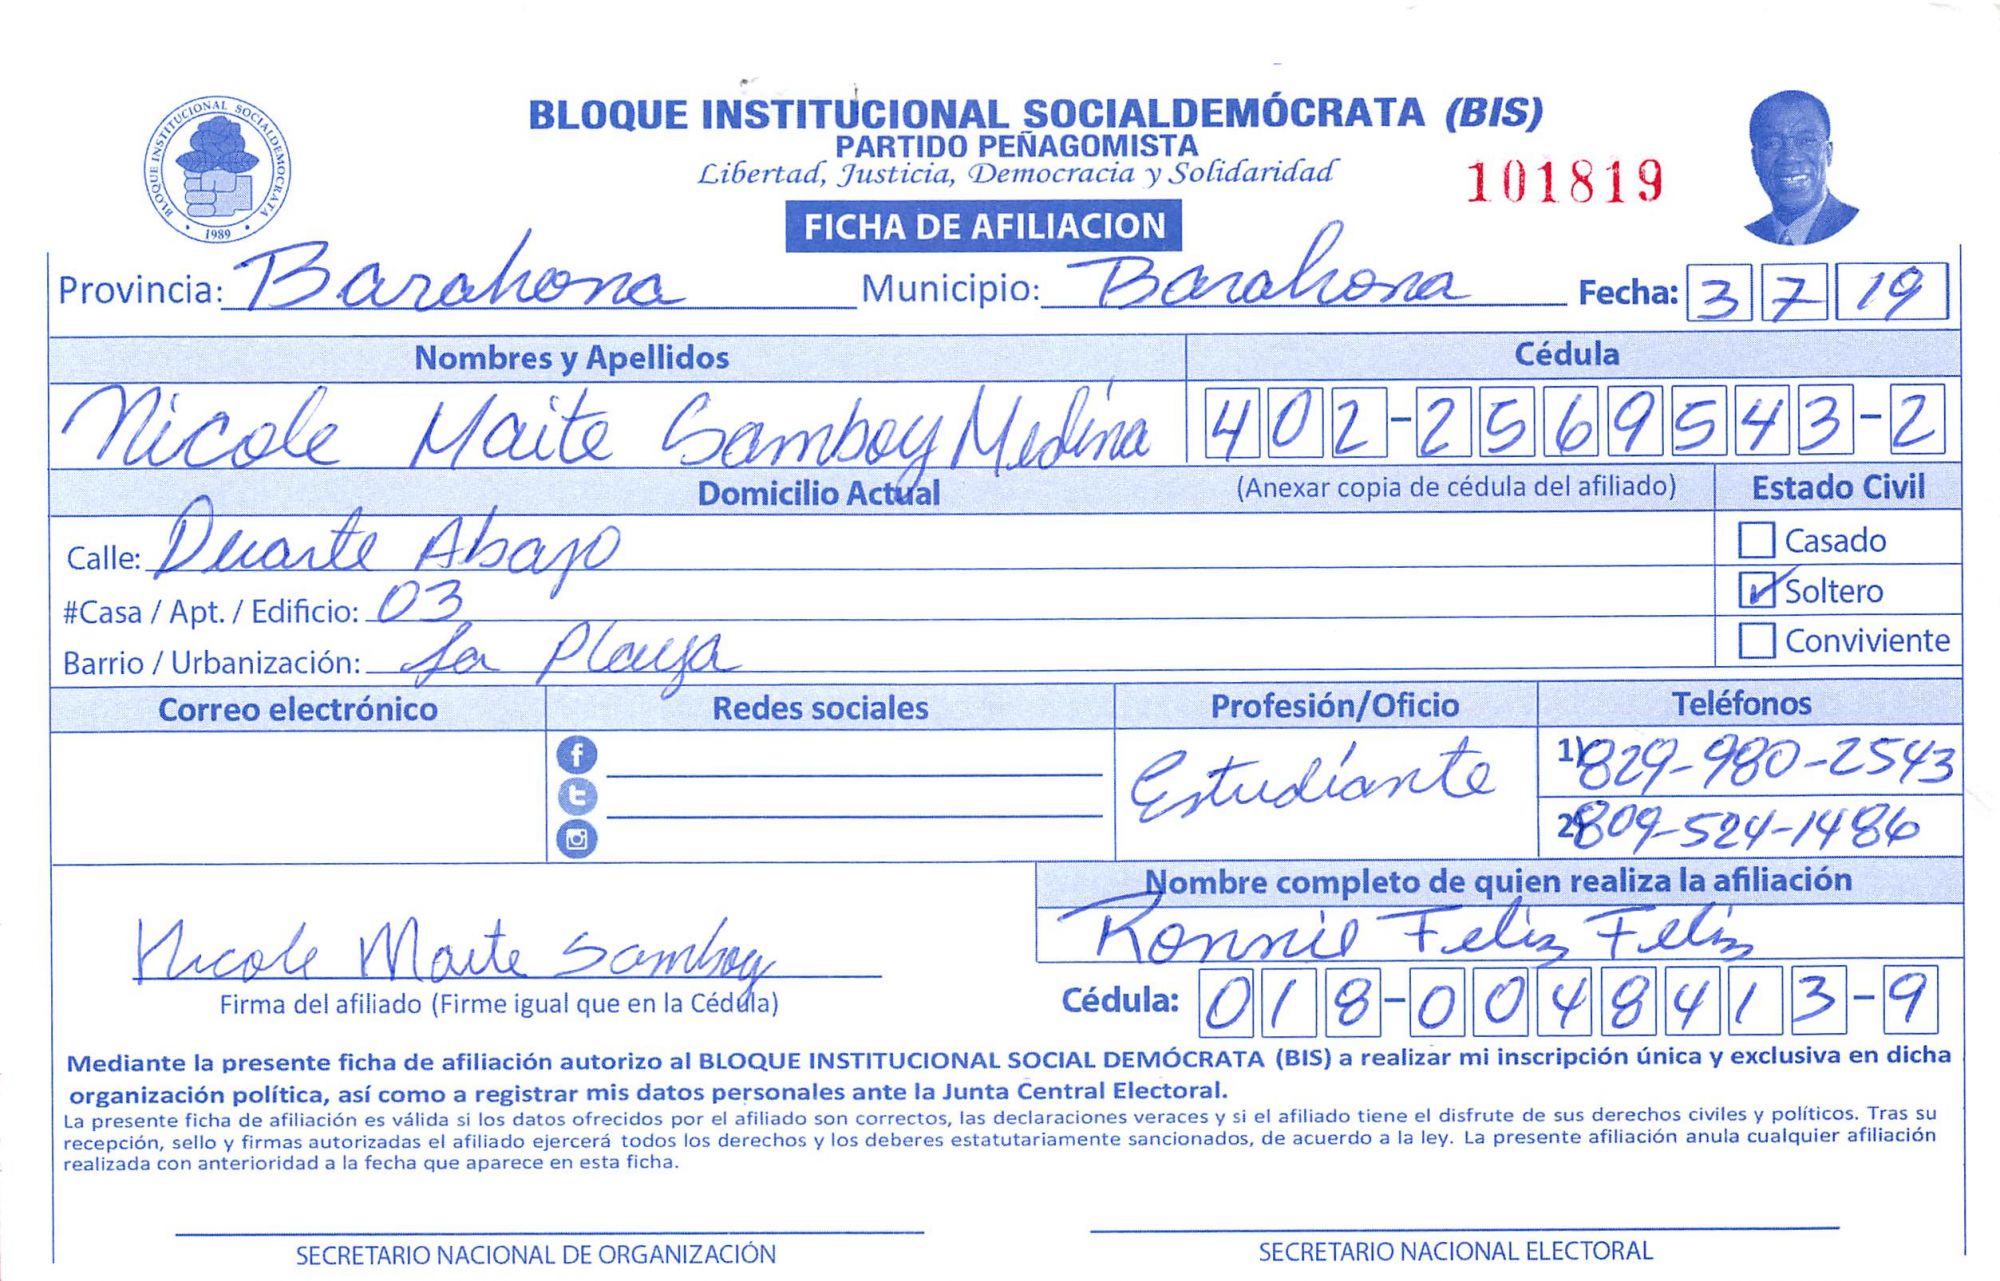 BLOQUE INSTITUCIONAL SOCIALDEMÓCRATA (BIS)
PARTIDO PEÑAGOMISTA
Libertad, Justicia, Democracia y Solidaridad
101819
BLOQUE INSTITUCIONAL SOCIALDEMOCRATA
1989
FICHA DE AFILIACION
Provincia: Barahona Municipio: Barahona Fecha: 3 7 19
Nombres y Apellidos Cédula
Nicole Maite Samboy Medina 402-2569543-2
Domicilio Actual (Anexar copia de cédula del afiliado) Estado Civil
Calle: Duarte Abajo Casado
#Casa / Apt. / Edificio: 03 Soltero
Barrio / Urbanización: La Playa Conviviente
Correo electrónico Redes sociales Profesión/Oficio Teléfonos
Estudiante 1) 829-980-2543
2) 809-524-1486
Nombre completo de quien realiza la afiliación
Ronnie Feliz Feliz
Nicole Maite Samboy
Firma del afiliado (Firme igual que en la Cédula) Cédula: 018-0048413-9
Mediante la presente ficha de afiliación autorizo al BLOQUE INSTITUCIONAL SOCIAL DEMÓCRATA (BIS) a realizar mi inscripción única y exclusiva en dicha
organización política, así como a registrar mis datos personales ante la Junta Central Electoral.
La presente ficha de afiliación es válida si los datos ofrecidos por el afiliado son correctos, las declaraciones veraces y si el afiliado tiene el disfrute de sus derechos civiles y políticos. Tras su
recepción, sello y firmas autorizadas el afiliado ejercerá todos los derechos y los deberes estatutariamente sancionados, de acuerdo a la ley. La presente afiliación anula cualquier afiliación
realizada con anterioridad a la fecha que aparece en esta ficha.
SECRETARIO NACIONAL DE ORGANIZACIÓN SECRETARIO NACIONAL ELECTORAL